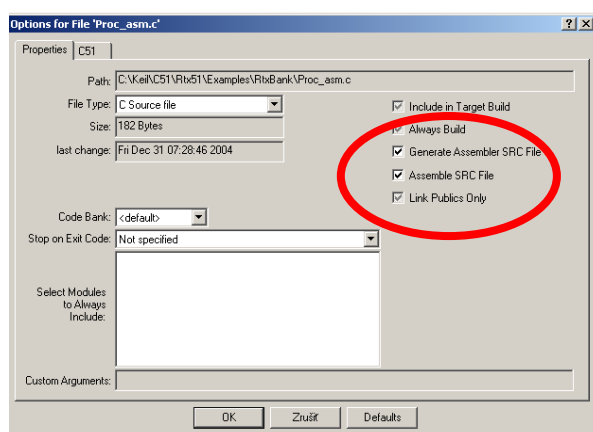 Options for File 'Proc_asm.c'
Properties C51
Path: C:\Keil\C51\Rtx51\Examples\RtxBank\Proc_asm.c
File Type: C Source file
Size: 182 Bytes
last change: Fri Dec 31 07:28:46 2004
Include in Target Build
Always Build
Generate Assembler SRC File
Assemble SRC File
Link Publics Only
Code Bank: <default>
Stop on Exit Code: Not specified
Select Modules
to Always
Include:
Custom Arguments:
OK Zrušit Defaults